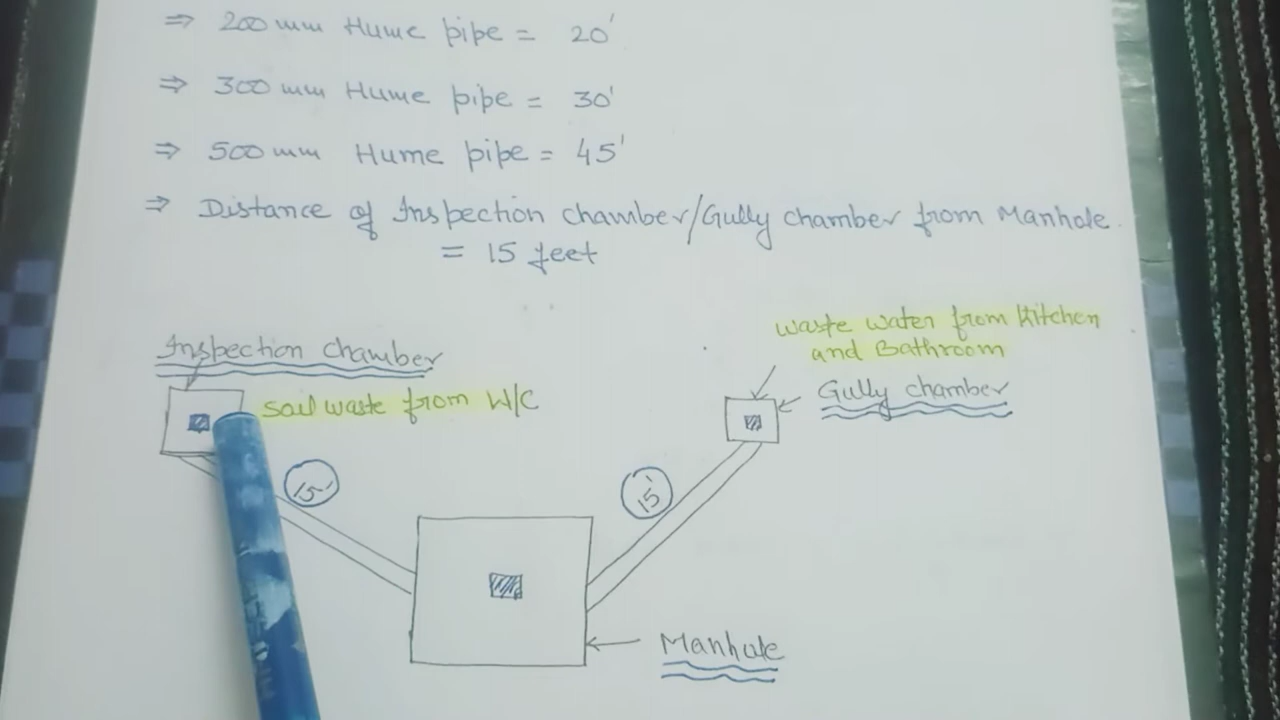 ⇒ 200 mm Hume pipe = 20'
⇒ 300 mm Hume pipe = 30'
⇒ 500 mm Hume pipe = 45'
⇒ Distance of Inspection chamber/Gully chamber from Manhole
= 15 feet
waste water from Kitchen
and Bathroom
Inspection chamber
Gully chamber
soil waste from W/C
15'
15'
Manhole